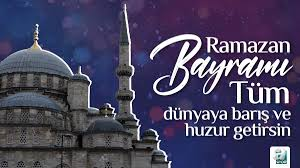 Ramazan
Bayramı
Tüm
dünyaya barış ve
huzur getirsin